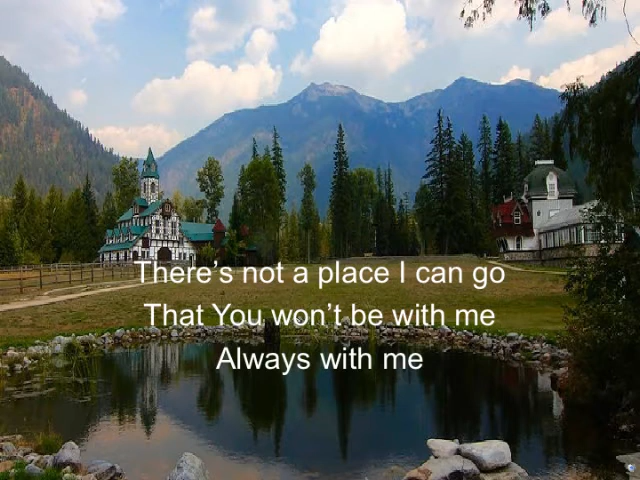 There’s not a place I can go
That You won’t be with me
Always with me